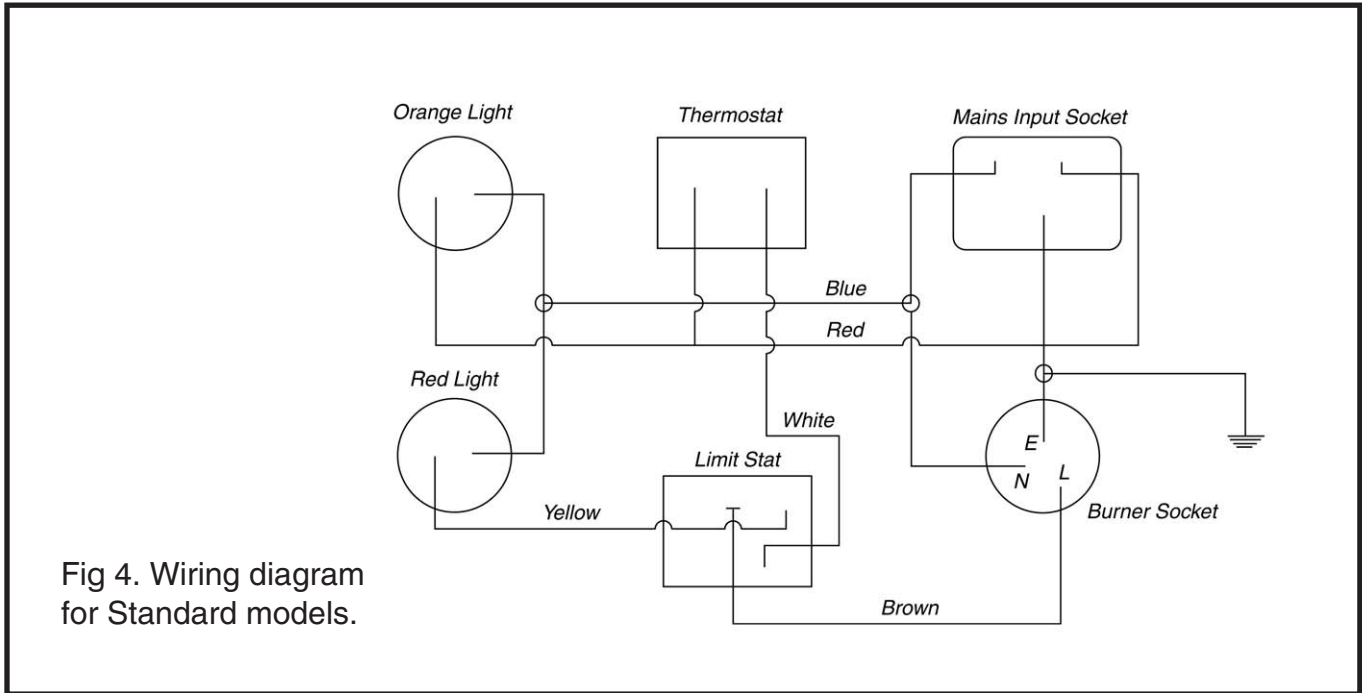 Orange Light
Thermostat
Mains Input Socket
Blue
Red
Red Light
White
Limit Stat
E
N
L
Yellow
Burner Socket
Brown
Fig 4. Wiring diagram
for Standard models.